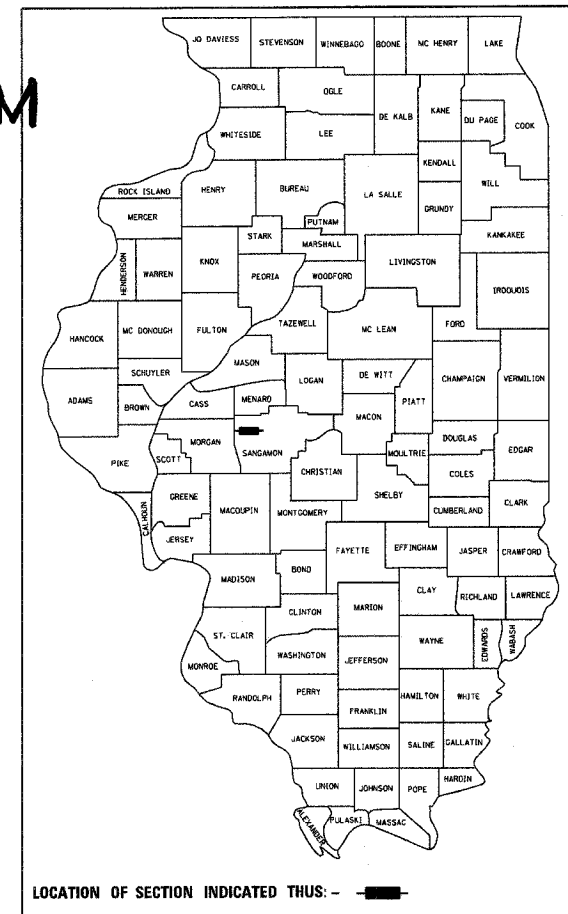 JO DAVIESS STEVENSON WINNEBAGO BOONE MC HENRY LAKE
M
CARROLL OGLE DE KALB KANE DU PAGE COOK
WHITESIDE LEE
KENDALL
ROCK ISLAND HENRY BUREAU LA SALLE GRUNDY WILL
MERCER PUTNAM
HENDERSON WARREN KNOX STARK MARSHALL LIVINGSTON KANKAKEE
PEORIA WOODFORD IROQUOIS
HANCOCK MC DONOUGH FULTON TAZEWELL MC LEAN FORD
SCHUYLER MASON LOGAN DE WITT CHAMPAIGN VERMILION
ADAMS BROWN CASS MENARD MACON PIATT
MORGAN SANGAMON MOULTRIE DOUGLAS EDGAR
PIKE SCOTT CHRISTIAN COLES
CALHOUN GREENE MACOUPIN MONTGOMERY SHELBY CUMBERLAND CLARK
JERSEY FAYETTE EFFINGHAM JASPER CRAWFORD
MADISON BOND CLAY RICHLAND LAWRENCE
CLINTON MARION
ST. CLAIR WASHINGTON JEFFERSON WAYNE EDWARDS WABASH
MONROE
RANDOLPH PERRY FRANKLIN HAMILTON WHITE
JACKSON WILLIAMSON SALINE GALLATIN
UNION JOHNSON POPE HARDIN
ALEXANDER PULASKI MASSAC
LOCATION OF SECTION INDICATED THUS: -